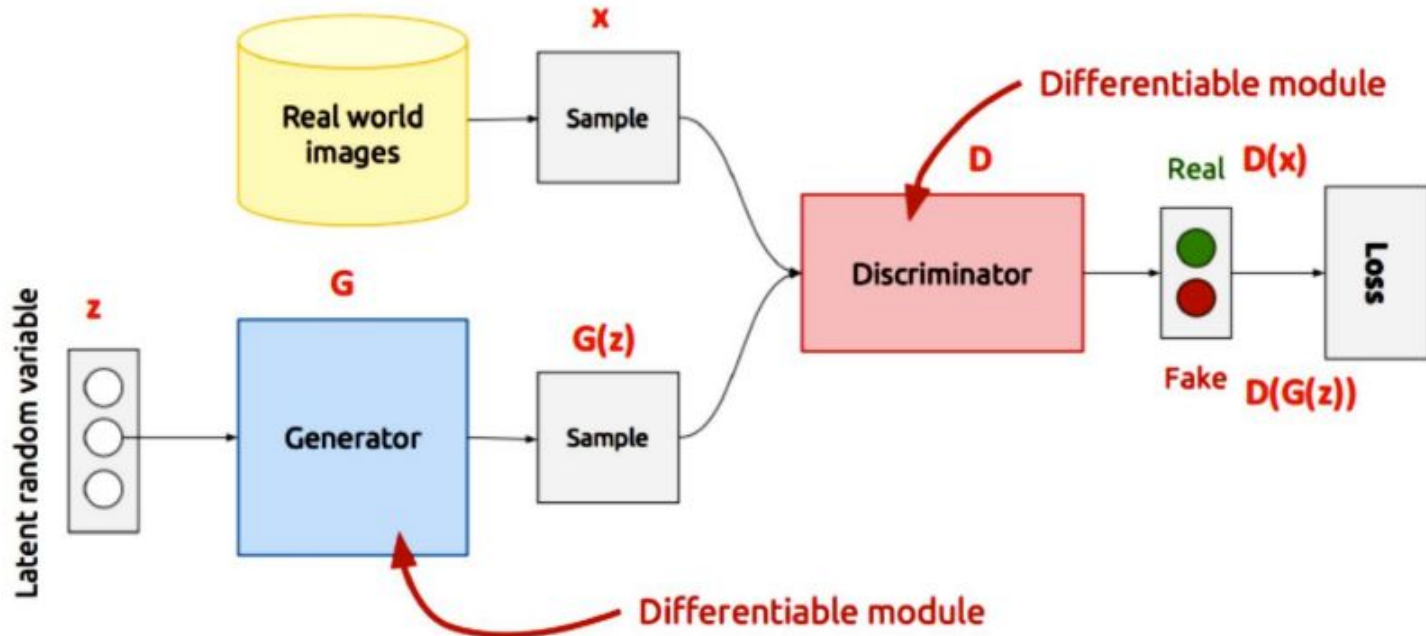 x
Real world
images
Sample
Differentiable module
D
Real
D(x)
Discriminator
Loss
Fake
D(G(z))
Latent random variable
z
G
Generator
G(z)
Sample
Differentiable module